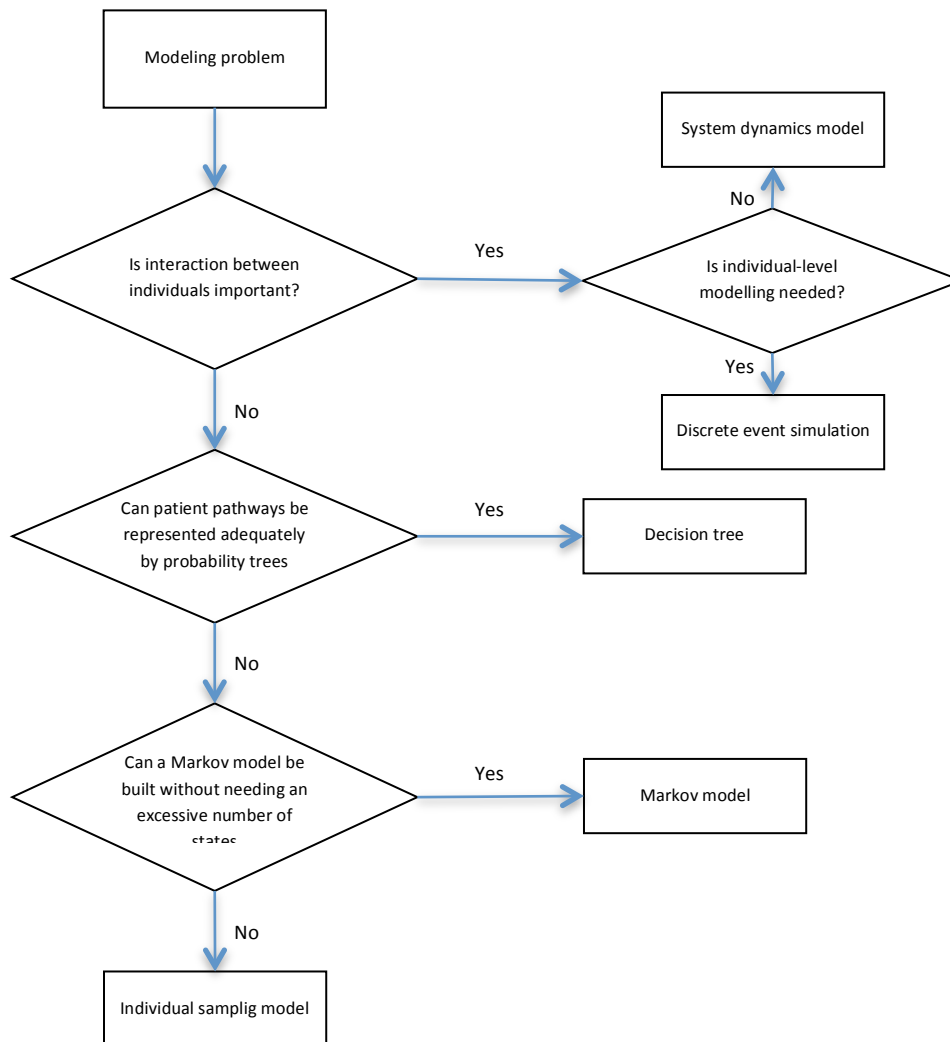 Modeling problem
System dynamics model
No
Is interaction between
individuals important?
Yes
Is individual-level
modelling needed?
Yes
Discrete event simulation
No
Can patient pathways be
represented adequately
by probability trees
Yes
Decision tree
No
Can a Markov model be
built without needing an
excessive number of
states
Yes
Markov model
No
Individual samplig model